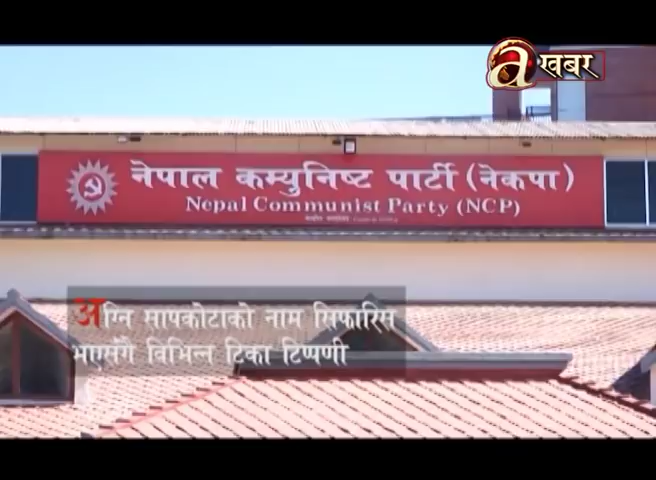 a खबर
नेपाल कम्युनिष्ट पार्टी (नेकपा)
Nepal Communist Party (NCP)
अग्नि सापकोटाको नाम सिफारिस
भएसँगै विभिन्न टिका टिप्पणी